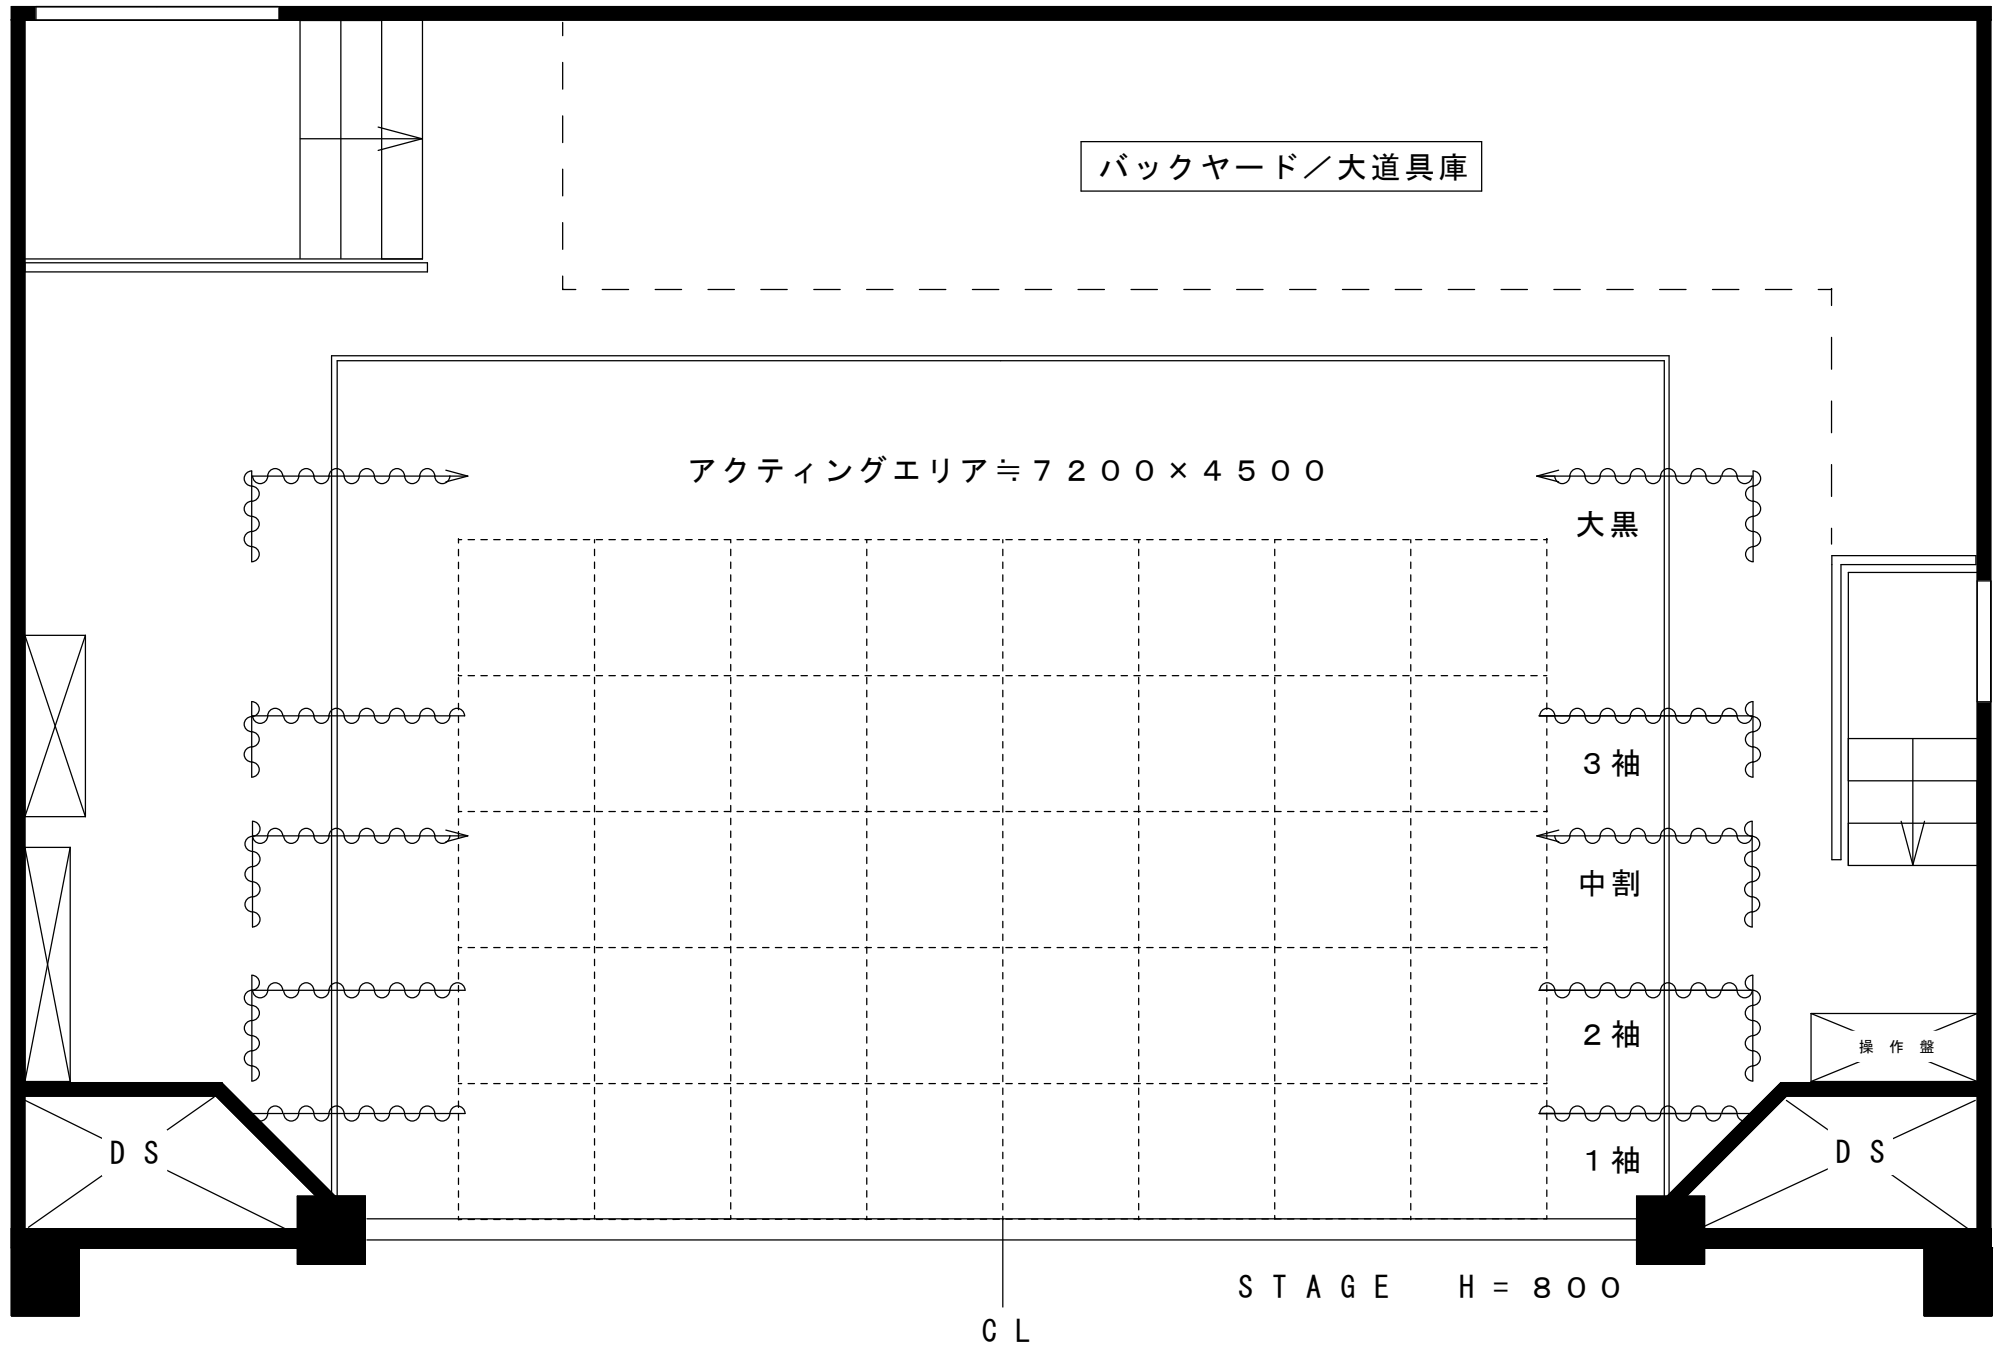 バックヤード／大道具庫
アクティングエリア≒７２００×４５００
大黒
３袖
中割
２袖
操作盤
１袖
ＤＳ
ＤＳ
ＳＴＡＧＥ　Ｈ＝８００
ＣＬ